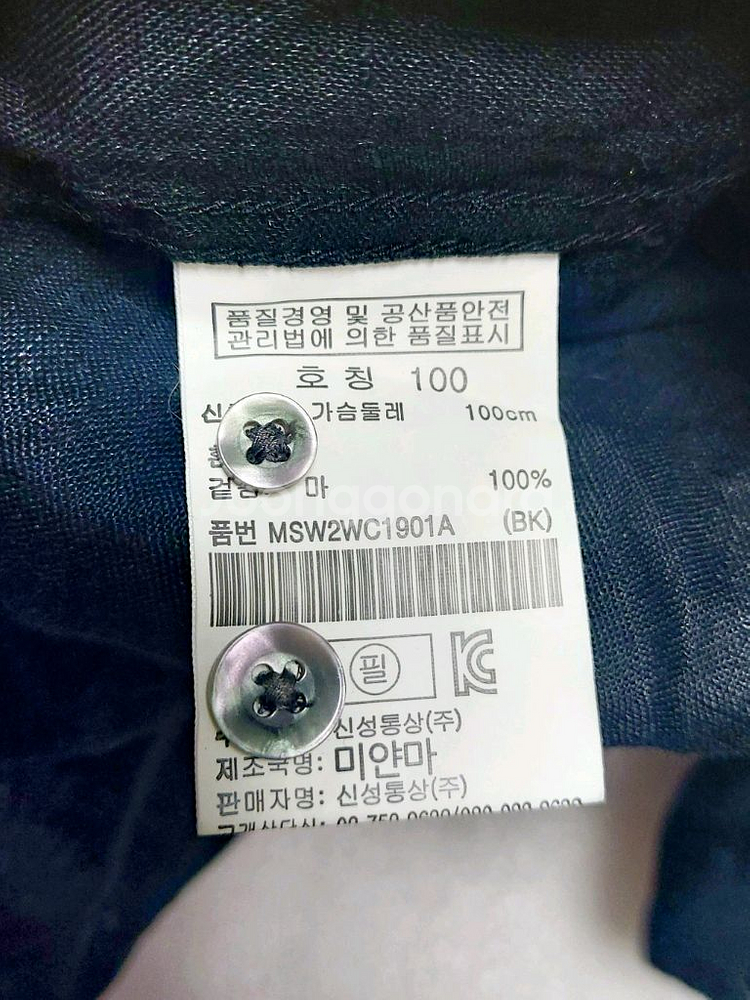 품질경영 및 공산품안전
관리법에 의한 품질표시
호칭 100
가슴둘레 100cm
마 100%
품번 MSW2WC1901A (BK)
필
신성통상(주)
제조국명: 미얀마
판매자명: 신성통상(주)